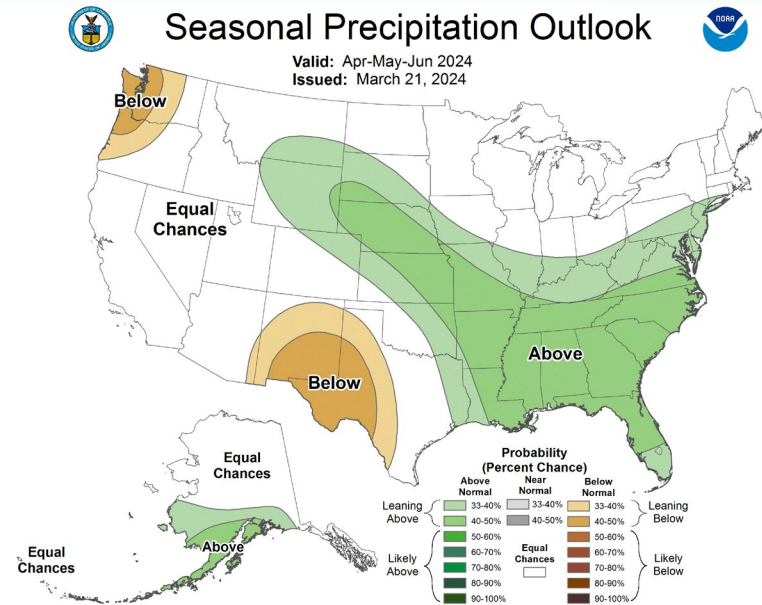 Seasonal Precipitation Outlook
NOAA
Valid: Apr-May-Jun 2024
Issued: March 21, 2024
Below
Equal
Chances
Above
Below
Equal
Chances
Above
Equal
Chances
Probability
(Percent Chance)
Above
Normal
Near
Normal
Below
Normal
Leaning
Above
33-40%
40-50%
50-60%
60-70%
70-80%
80-90%
90-100%
Likely
Above
33-40%
40-50%
Equal
Chances
33-40%
40-50%
50-60%
60-70%
70-80%
80-90%
90-100%
Leaning
Below
Likely
Below